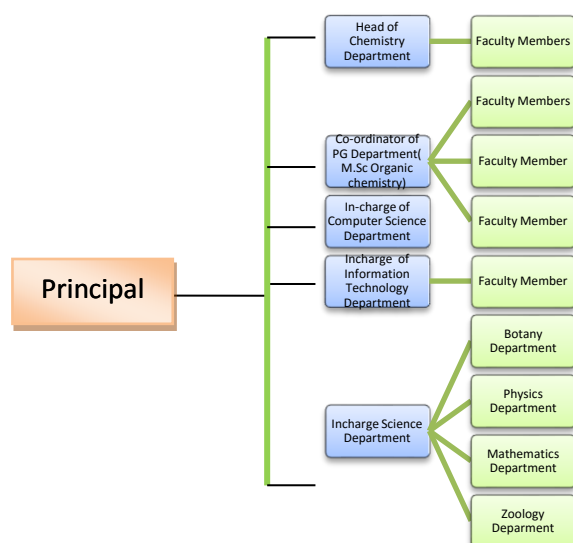 Principal
Head of
Chemistry
Department
Faculty Members
Co-ordinator of
PG Department(
M.Sc Organic
chemistry)
Faculty Members
Faculty Member
Faculty Member
In-charge of
Computer Science
Department
Incharge of
Information
Technology
Department
Faculty Member
Incharge Science
Department
Botany
Department
Physics
Department
Mathematics
Department
Zoology
Deparment